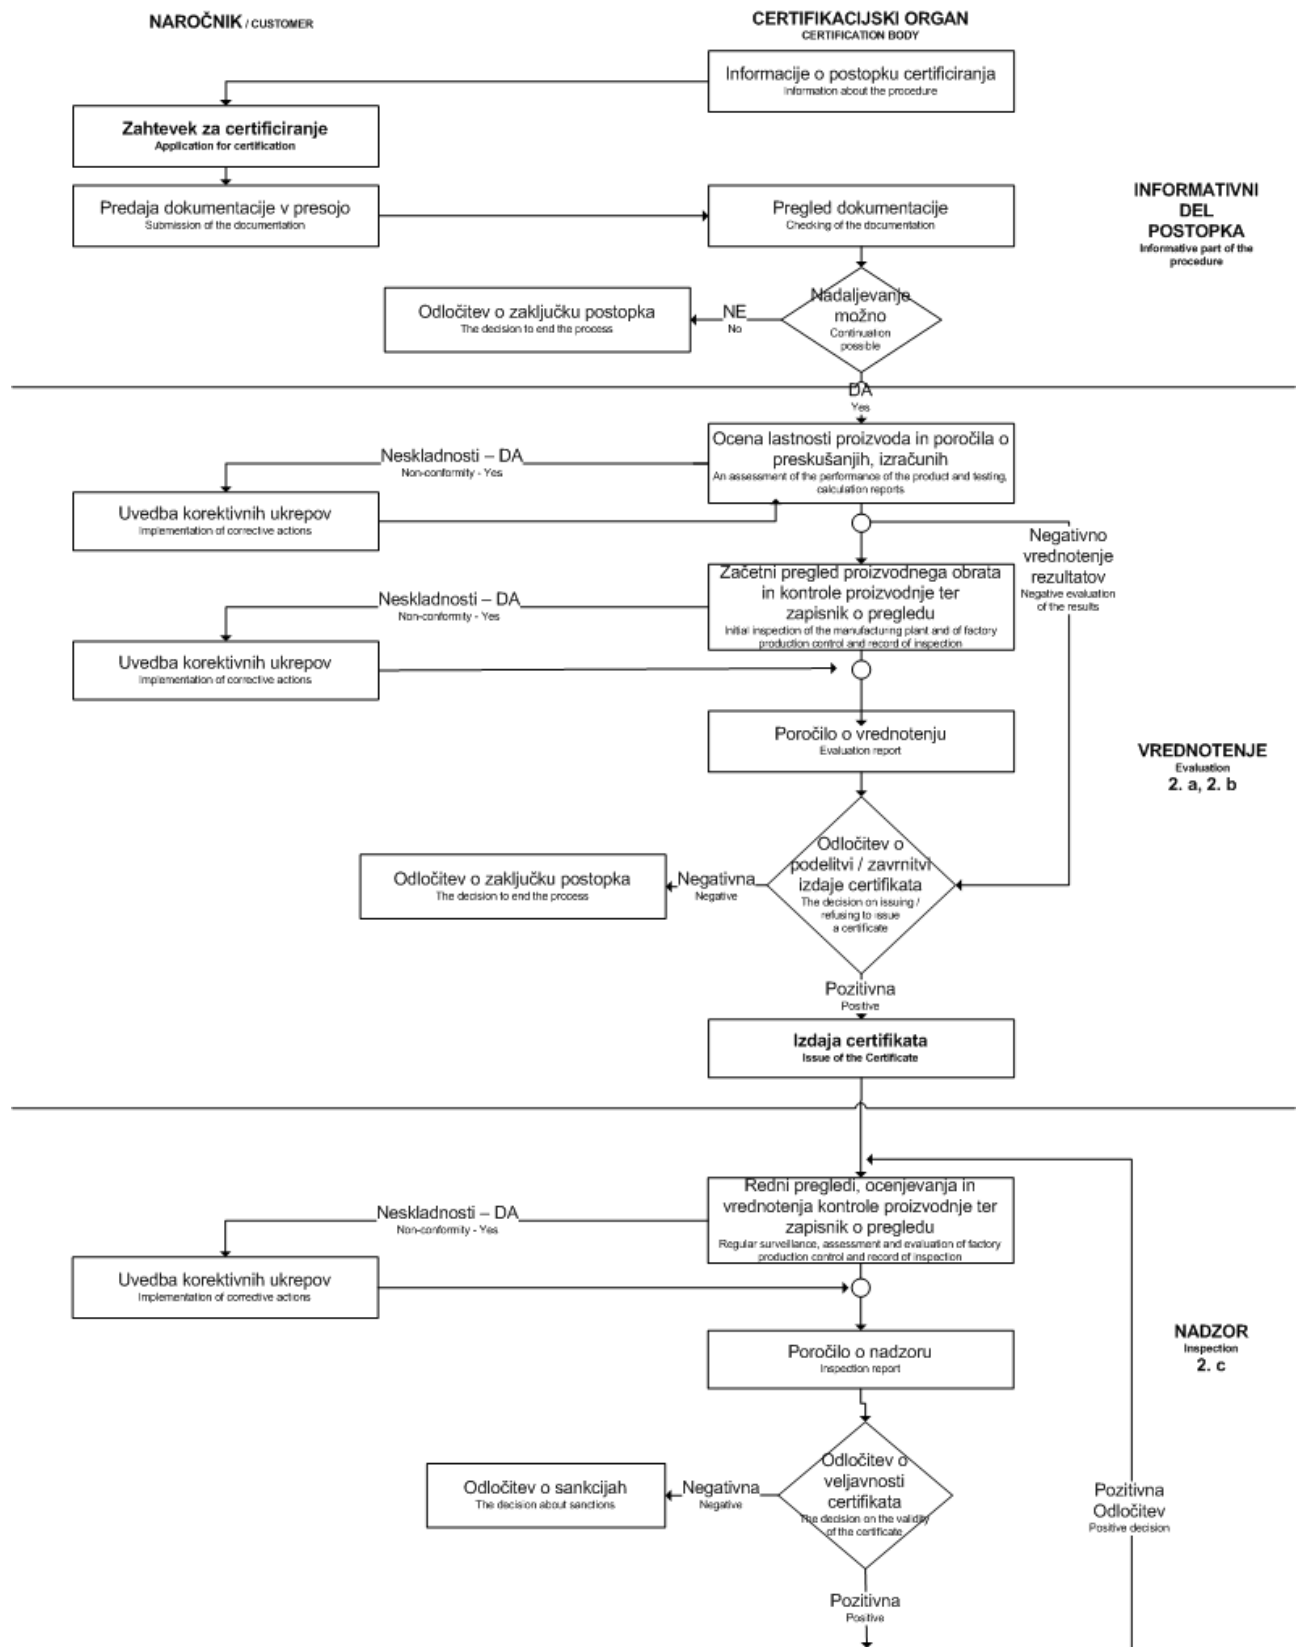 NAROČNIK / CUSTOMER
CERTIFIKACIJSKI ORGAN
CERTIFICATION BODY
Informacije o postopku certificiranja
Information about the procedure
Zahtevek za certificiranje
Application for certification
Predaja dokumentacije v presojo
Submission of the documentation
Pregled dokumentacije
Checking of the documentation
INFORMATIVNI
DEL
POSTOPKA
Informative part of the
procedure
Odločitev o zaključku postopka
The decision to end the process
NE
No
Nadaljevanje
možno
Continuation
possible
DA
Yes
Ocena lastnosti proizvoda in poročila o
preskušanjih, izračunih
An assessment of the performance of the product and testing,
calculation reports
Neskladnosti – DA
Non-conformity - Yes
Uvedba korektivnih ukrepov
Implementation of corrective actions
Negativno
vrednotenje
rezultatov
Negative evaluation
of the results
Začetni pregled proizvodnega obrata
in kontrole proizvodnje ter
zapisnik o pregledu
Initial inspection of the manufacturing plant and of factory
production control and record of inspection
Neskladnosti – DA
Non-conformity - Yes
Uvedba korektivnih ukrepov
Implementation of corrective actions
Poročilo o vrednotenju
Evaluation report
VREDNOTENJE
Evaluation
2. a, 2. b
Odločitev o
podelitvi / zavrnitvi
izdaje certifikata
The decision on issuing /
refusing to issue
a certificate
Negativna
Negative
Odločitev o zaključku postopka
The decision to end the process
Pozitivna
Positive
Izdaja certifikata
Issue of the Certificate
Redni pregledi, ocenjevanja in
vrednotenja kontrole proizvodnje ter
zapisnik o pregledu
Regular surveillance, assessment and evaluation of factory
production control and record of inspection
Neskladnosti – DA
Non-conformity - Yes
Uvedba korektivnih ukrepov
Implementation of corrective actions
Poročilo o nadzoru
Inspection report
NADZOR
Inspection
2. c
Odločitev o
veljavnosti
certifikata
The decision on the validity
of the certificate
Negativna
Negative
Odločitev o sankcijah
The decision about sanctions
Pozitivna
Odločitev
Positive decision
Pozitivna
Positive